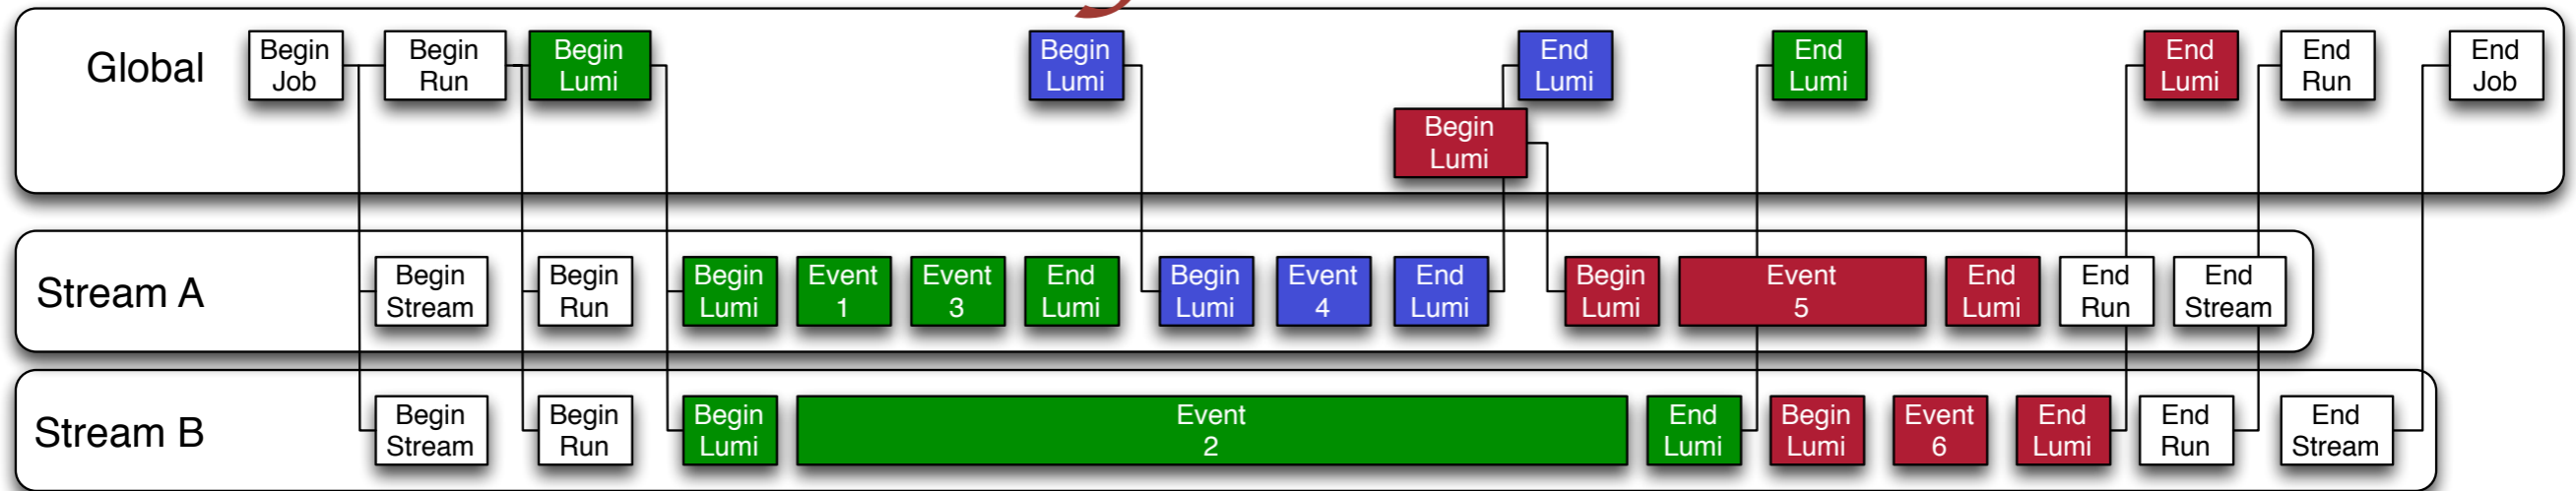 Global
Begin
Job
Begin
Run
Begin
Lumi
Begin
Lumi
End
Lumi
End
Lumi
End
Lumi
End
Run
End
Job
Begin
Lumi
Stream A
Begin
Stream
Begin
Run
Begin
Lumi
Event
1
Event
3
End
Lumi
Begin
Lumi
Event
4
End
Lumi
Begin
Lumi
Event
5
End
Lumi
End
Run
End
Stream
Stream B
Begin
Stream
Begin
Run
Begin
Lumi
Event
2
End
Lumi
Begin
Lumi
Event
6
End
Lumi
End
Run
End
Stream